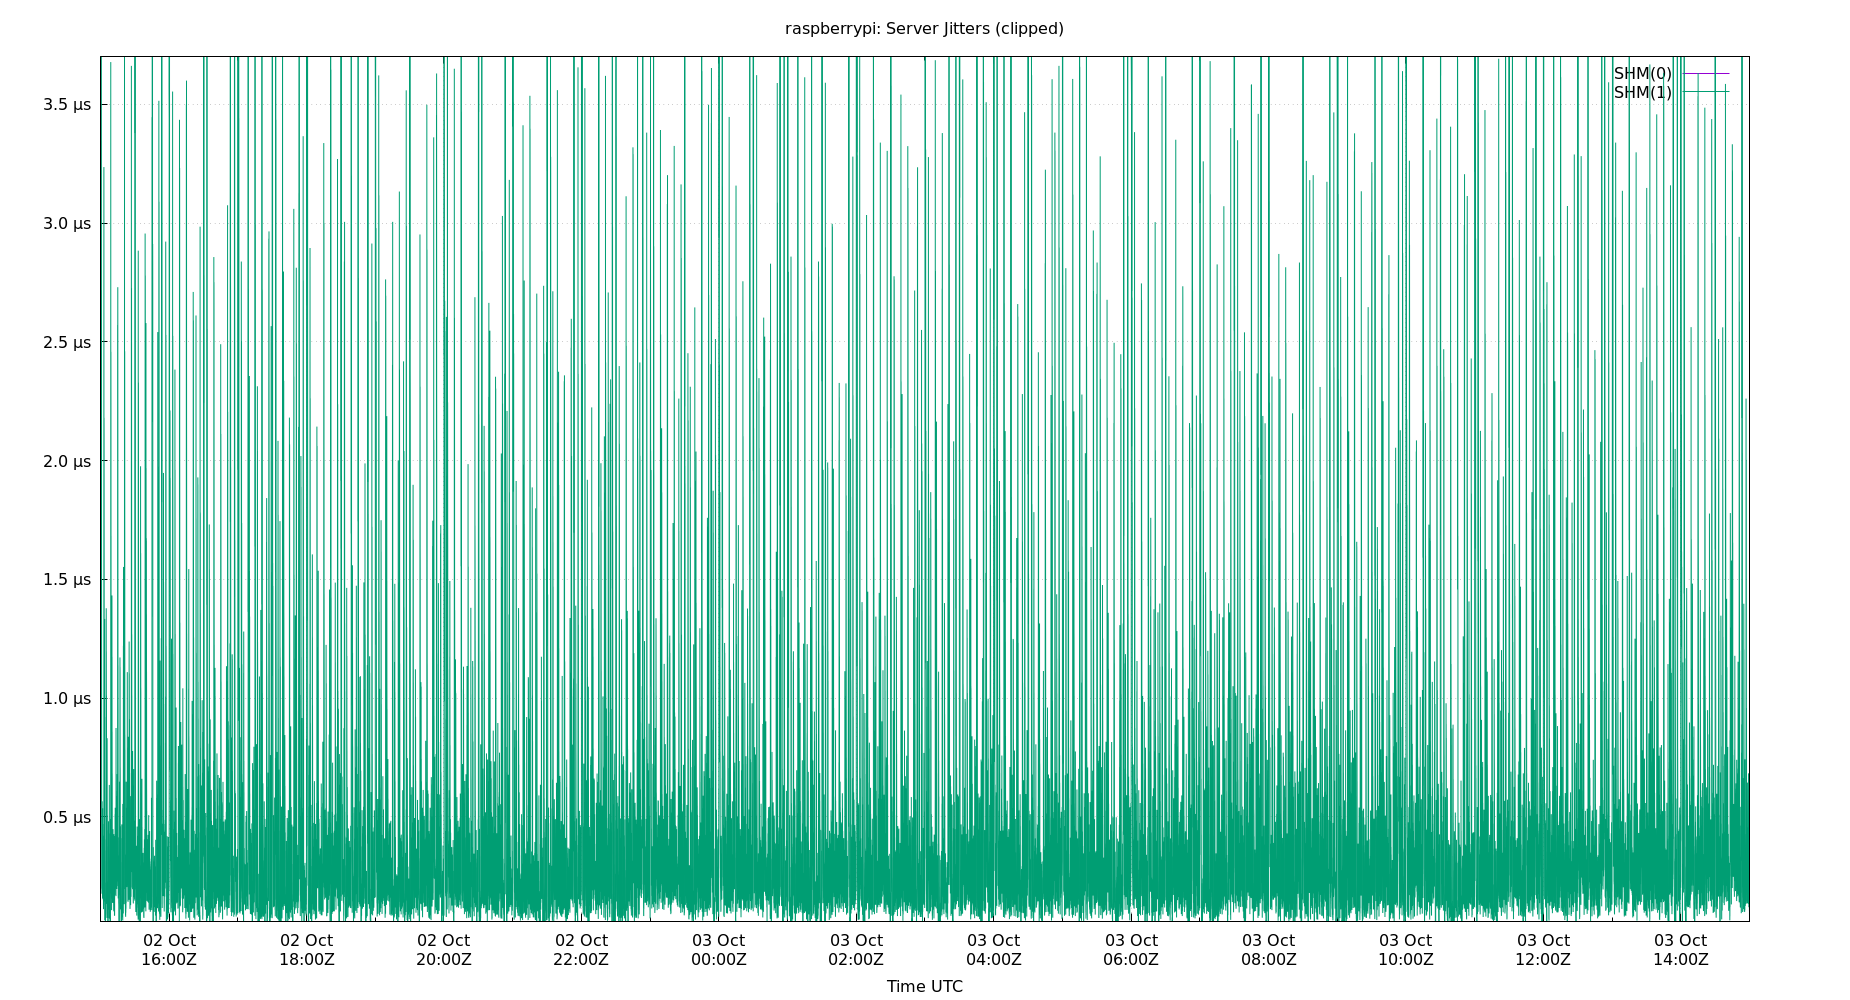 raspberrypi: Server Jitters (clipped)
SHM(0)
SHM(1)
3.5 µs
3.0 µs
2.5 µs
2.0 µs
1.5 µs
1.0 µs
0.5 µs
02 Oct 02 Oct 02 Oct 02 Oct 03 Oct 03 Oct 03 Oct 03 Oct 03 Oct 03 Oct 03 Oct 03 Oct
16:00Z 18:00Z 20:00Z 22:00Z 00:00Z 02:00Z 04:00Z 06:00Z 08:00Z 10:00Z 12:00Z 14:00Z
Time UTC